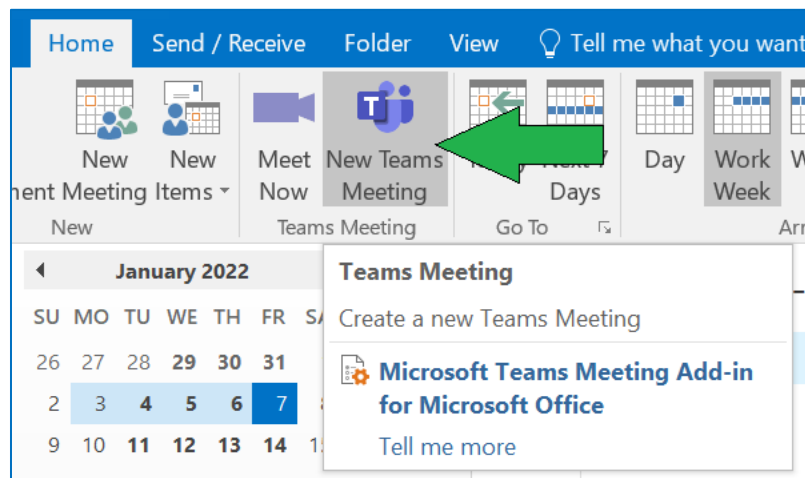 Home Send / Receive Folder View Tell me what you want
New New Meet New Teams Day Work
Meeting Items Now Meeting Days Week
New Teams Meeting Go To
January 2022
Teams Meeting
SU MO TU WE TH FR
Create a new Teams Meeting
26 27 28 29 30 31
Microsoft Teams Meeting Add-in
2 3 4 5 6 7
for Microsoft Office
9 10 11 12 13 14
Tell me more